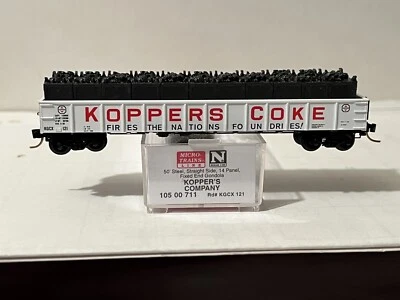 KOPPERS COKE
FIRES THE NATIONS FOUNDRIES!
KGCX 121
MICRO-
TRAINS
LINE
N
50' Steel, Straight Side, 14 Panel,
Fixed End Gondola
KOPPER'S
COMPANY
105 00 711 Rd# KGCX 121